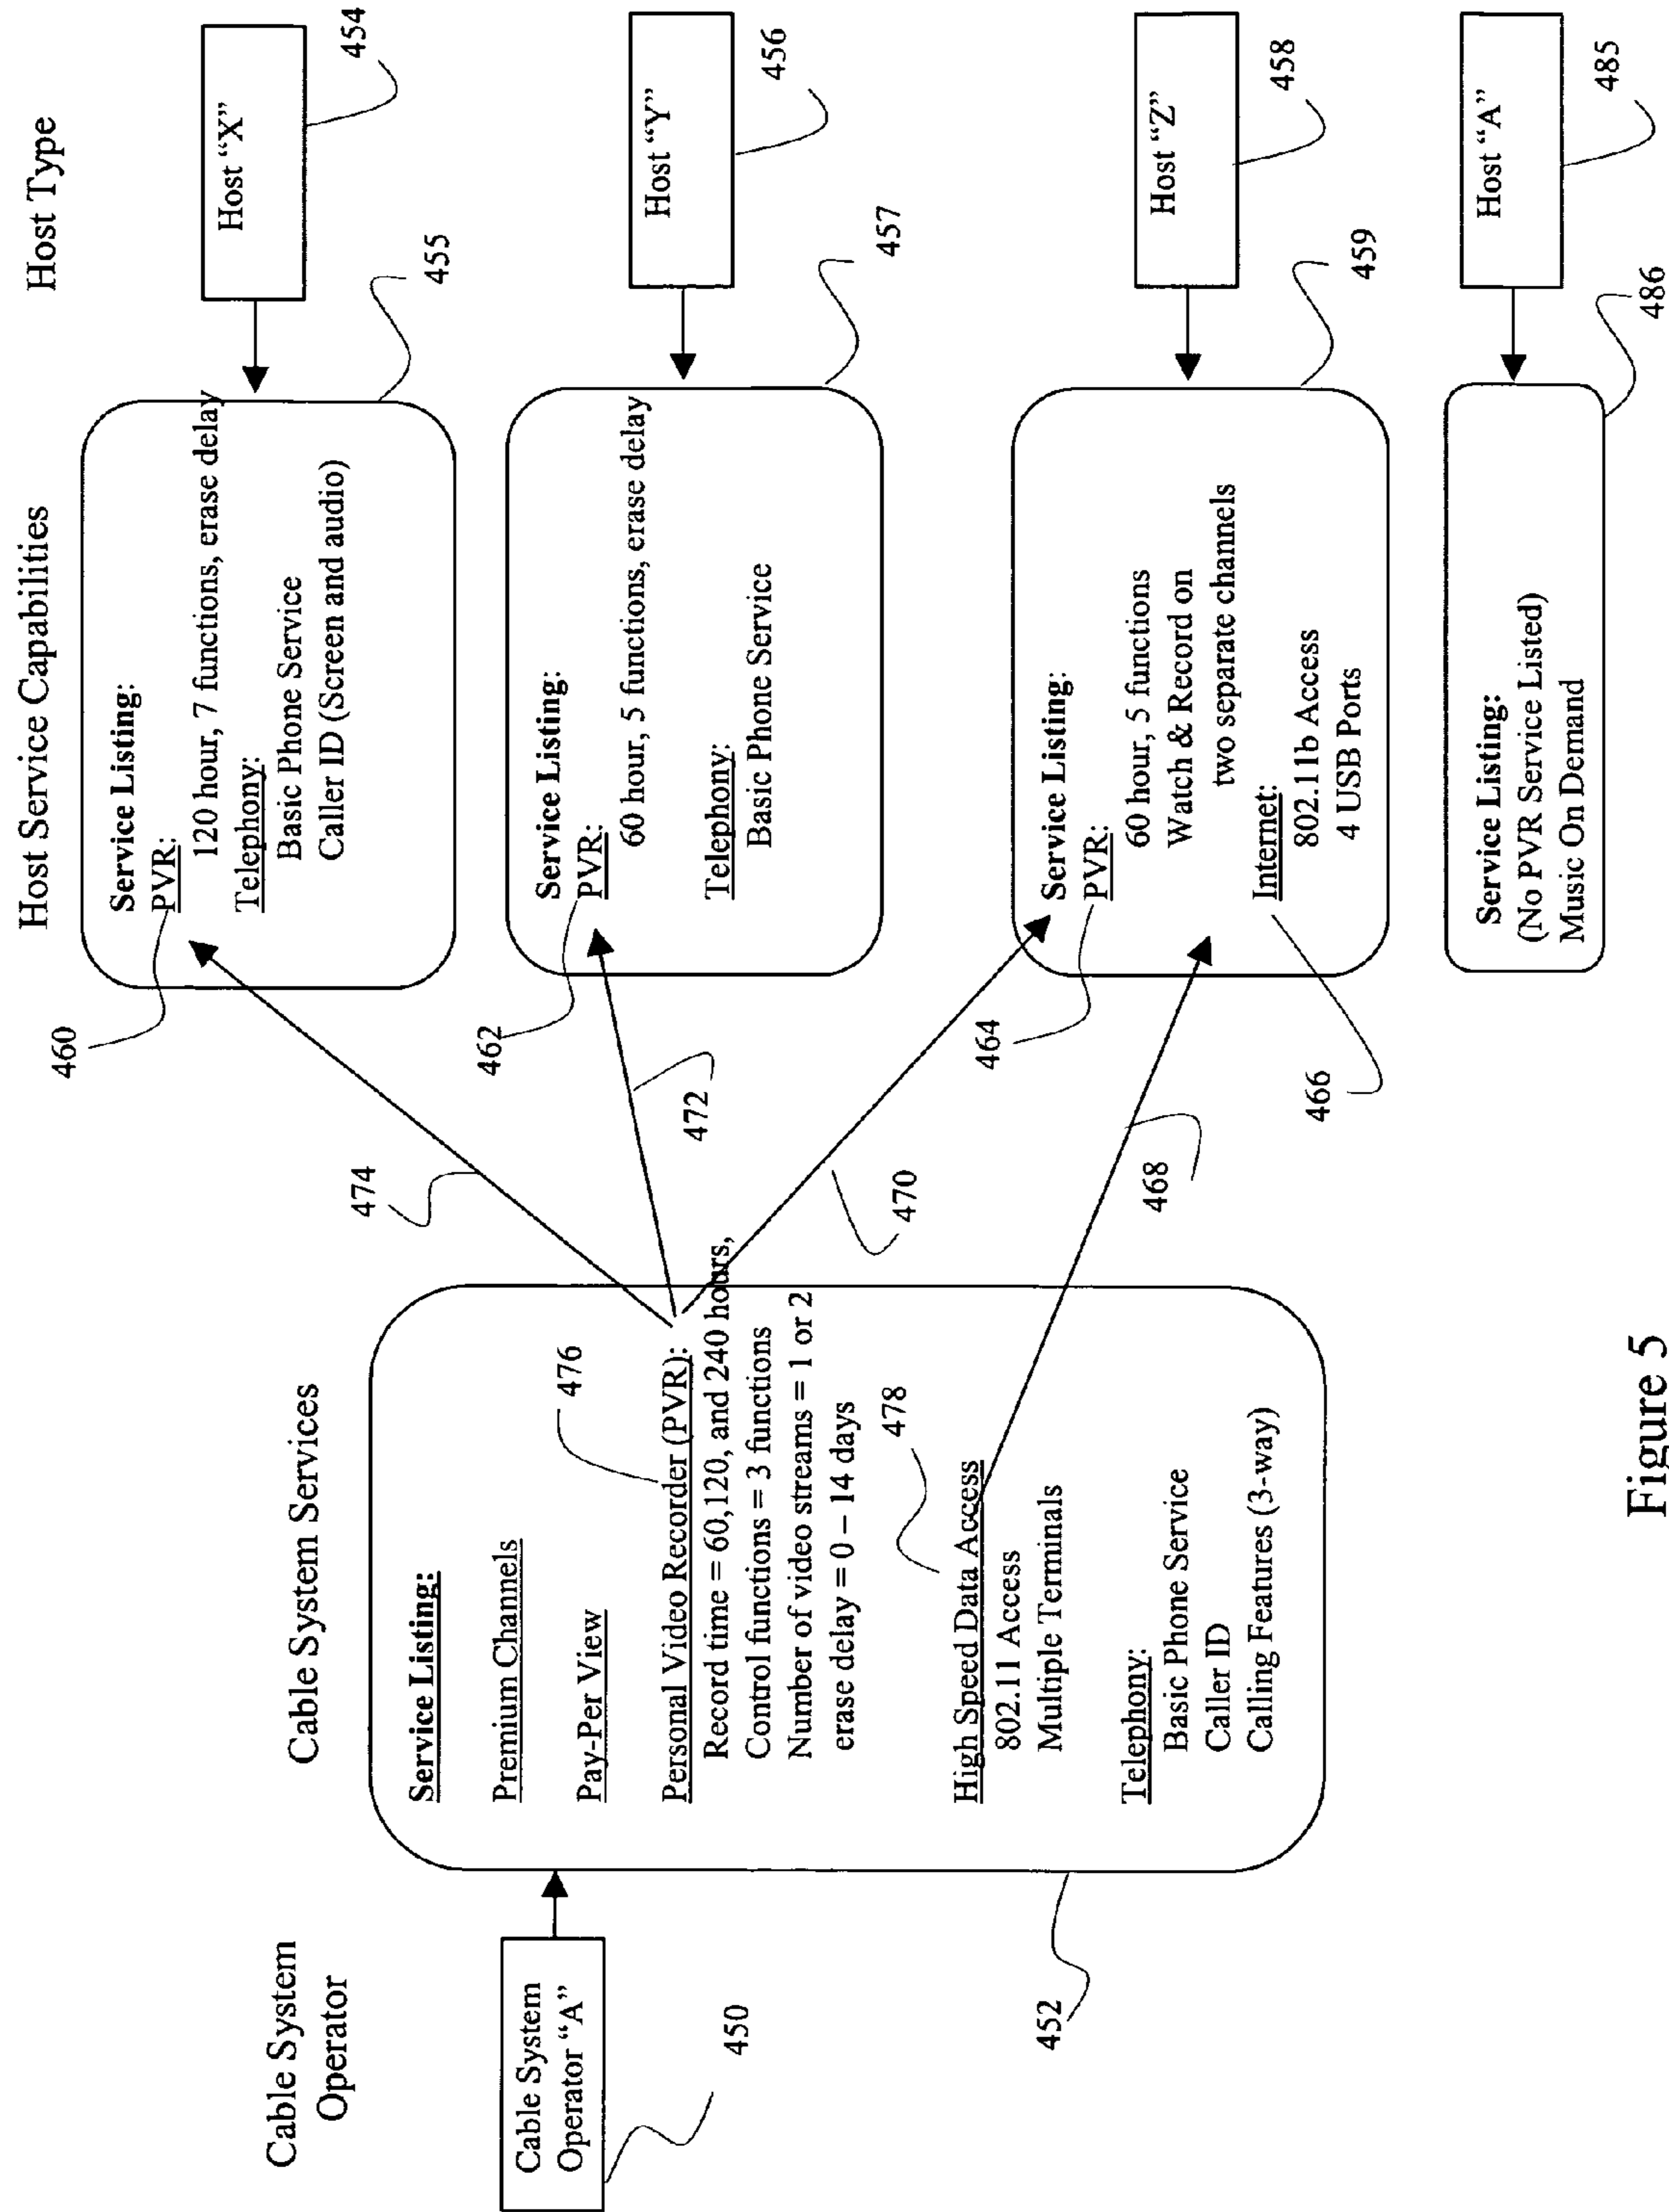 Cable System
Operator
Cable System Services
Host Service Capabilities
Host Type
Cable System
Operator “A”
450
Service Listing:
Premium Channels
Pay-Per View
476
Personal Video Recorder (PVR):
Record time = 60,120, and 240 hours,
Control functions = 3 functions
Number of video streams = 1 or 2
erase delay = 0 – 14 days
478
High Speed Data Access
802.11 Access
Multiple Terminals
Telephony:
Basic Phone Service
Caller ID
Calling Features (3-way)
452
474
472
470
468
460
Service Listing:
PVR:
120 hour, 7 functions, erase delay
Telephony:
Basic Phone Service
Caller ID (Screen and audio)
455
Host “X”
454
462
Service Listing:
PVR:
60 hour, 5 functions, erase delay
Telephony:
Basic Phone Service
457
Host “Y”
456
464
Service Listing:
PVR:
60 hour, 5 functions
Watch & Record on
two separate channels
Internet:
802.11b Access
4 USB Ports
466
459
Host “Z”
458
Service Listing:
(No PVR Service Listed)
Music On Demand
486
Host “A”
485
Figure 5